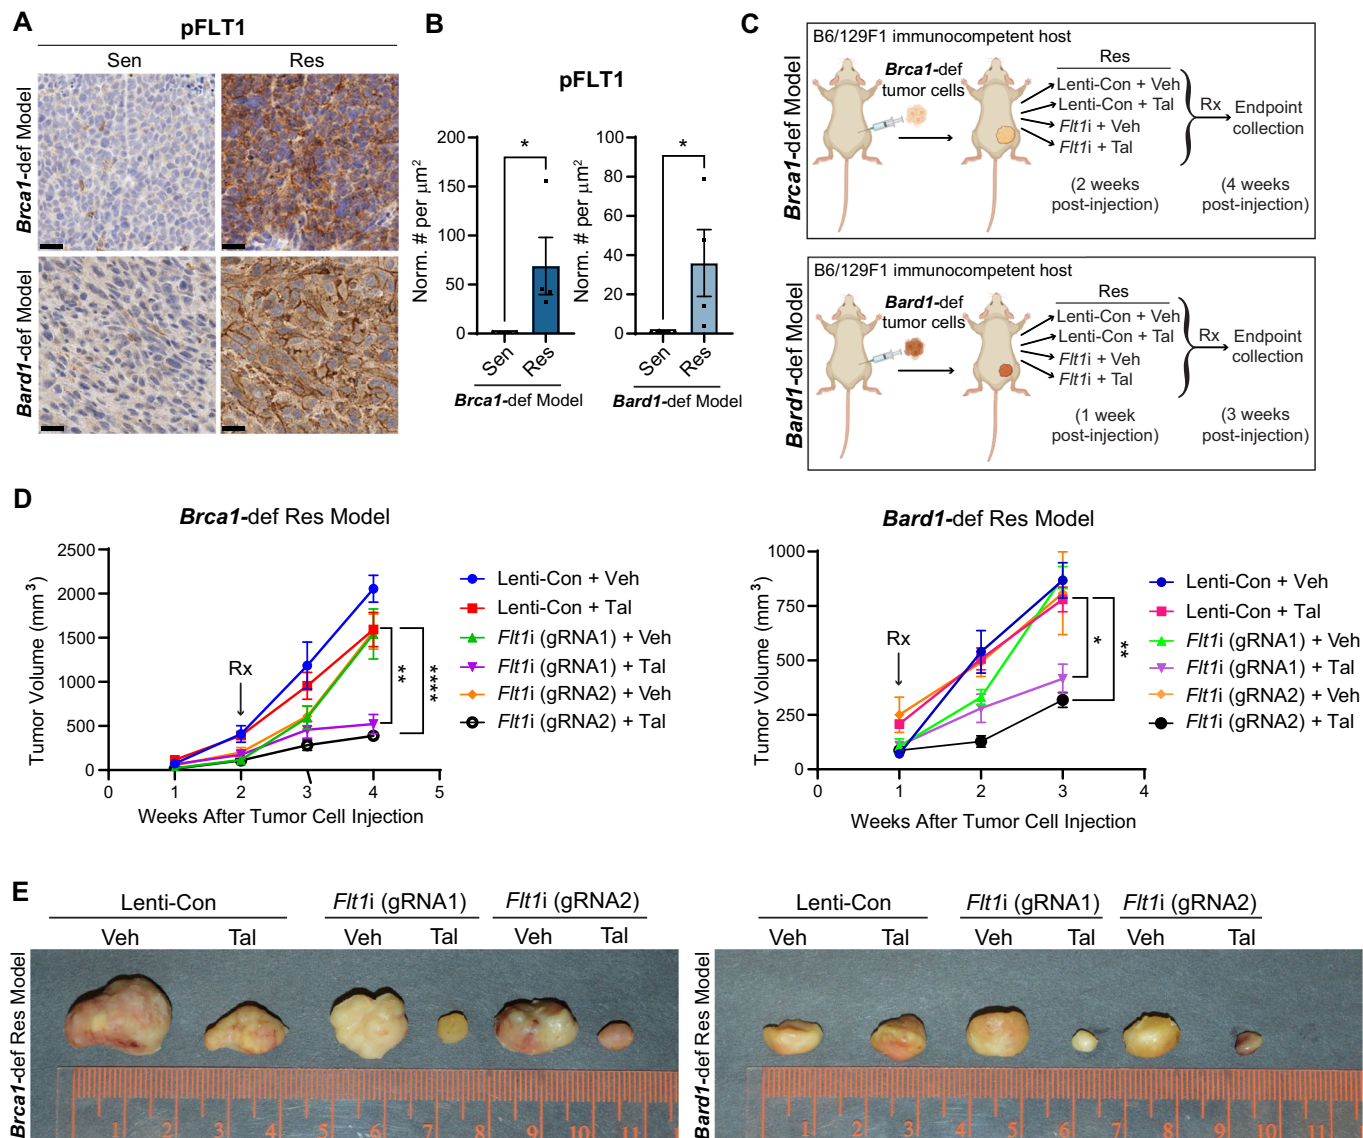 A
pFLT1
Sen
Res
Brca1-def Model
Bard1-def Model
B
pFLT1
Norm. # per μm2
200
150
100
50
0
*
Sen
Res
Brca1-def Model
Norm. # per μm2
100
80
60
40
20
0
*
Sen
Res
Bard1-def Model
C
Brca1-def Model
B6/129F1 immunocompetent host
Brca1-def
tumor cells
Res
Lenti-Con + Veh
Lenti-Con + Tal
Flt1i + Veh
Flt1i + Tal
Rx
Endpoint
collection
(2 weeks
post-injection)
(4 weeks
post-injection)
Bard1-def Model
B6/129F1 immunocompetent host
Bard1-def
tumor cells
Res
Lenti-Con + Veh
Lenti-Con + Tal
Flt1i + Veh
Flt1i + Tal
Rx
Endpoint
collection
(1 week
post-injection)
(3 weeks
post-injection)
D
Brca1-def Res Model
Tumor Volume (mm3)
2500
2000
1500
1000
500
0
Rx
0 1 2 3 4 5
Weeks After Tumor Cell Injection
**
****
Lenti-Con + Veh
Lenti-Con + Tal
Flt1i (gRNA1) + Veh
Flt1i (gRNA1) + Tal
Flt1i (gRNA2) + Veh
Flt1i (gRNA2) + Tal
Bard1-def Res Model
Tumor Volume (mm3)
1000
750
500
250
0
Rx
0 1 2 3 4
Weeks After Tumor Cell Injection
*
**
Lenti-Con + Veh
Lenti-Con + Tal
Flt1i (gRNA1) + Veh
Flt1i (gRNA1) + Tal
Flt1i (gRNA2) + Veh
Flt1i (gRNA2) + Tal
E
Brca1-def Res Model
Lenti-Con
Flt1i (gRNA1)
Flt1i (gRNA2)
Veh Tal Veh Tal Veh Tal
1 2 3 4 5 6 7 8 9 10 11
Bard1-def Res Model
Lenti-Con
Flt1i (gRNA1)
Flt1i (gRNA2)
Veh Tal Veh Tal Veh Tal
1 2 3 4 5 6 7 8 9 10 11